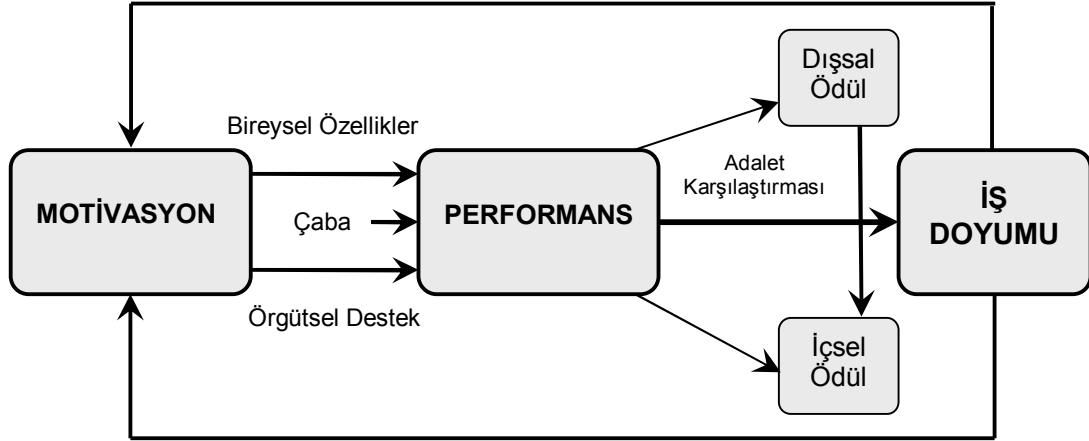 Dışsal
Ödül
Bireysel Özellikler
Adalet
Karşılaştırması
MOTİVASYON
Çaba
PERFORMANS
İŞ
DOYUMU
Örgütsel Destek
İçsel
Ödül